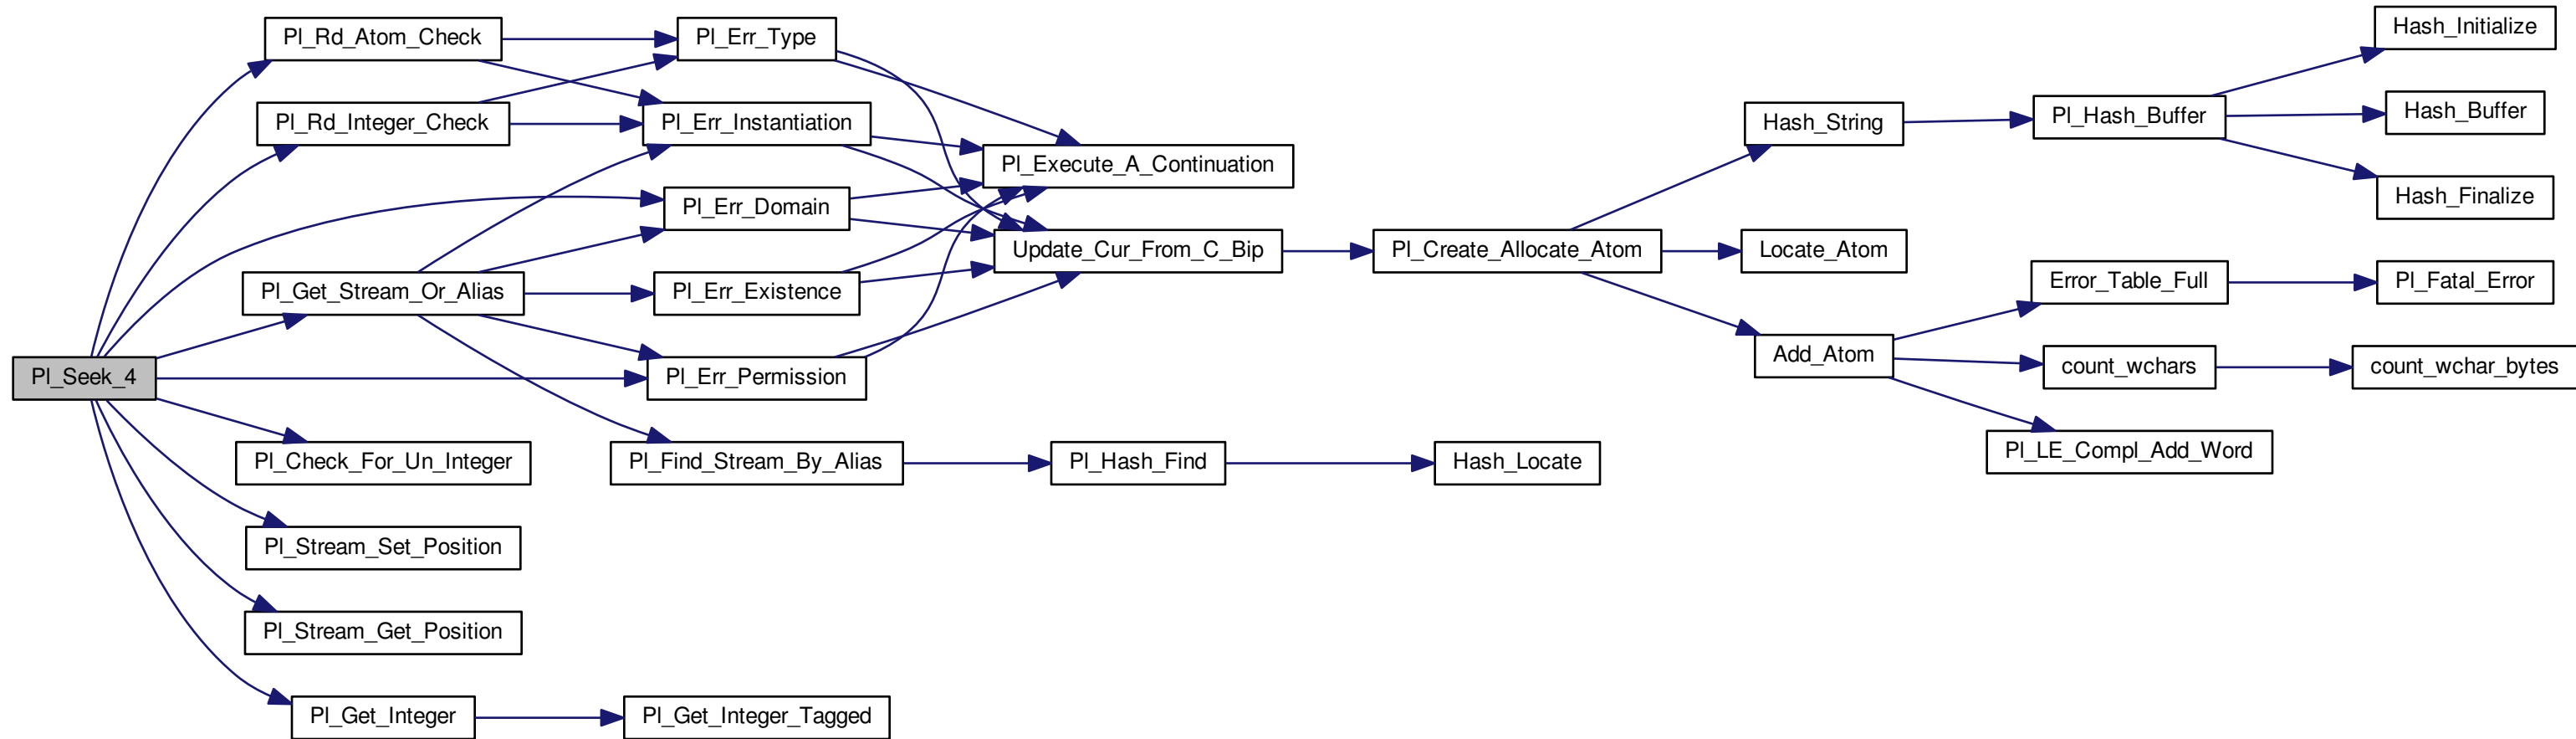 Pl_Seek_4
Pl_Rd_Atom_Check
Pl_Rd_Integer_Check
Pl_Get_Stream_Or_Alias
Pl_Check_For_Un_Integer
Pl_Stream_Set_Position
Pl_Stream_Get_Position
Pl_Get_Integer
Pl_Err_Type
Pl_Err_Instantiation
Pl_Err_Domain
Pl_Err_Existence
Pl_Err_Permission
Pl_Find_Stream_By_Alias
Pl_Get_Integer_Tagged
Pl_Execute_A_Continuation
Update_Cur_From_C_Bip
Pl_Hash_Find
Pl_Create_Allocate_Atom
Hash_Locate
Hash_String
Locate_Atom
Add_Atom
Pl_Hash_Buffer
Error_Table_Full
count_wchars
Pl_LE_Compl_Add_Word
Hash_Initialize
Hash_Buffer
Hash_Finalize
Pl_Fatal_Error
count_wchar_bytes